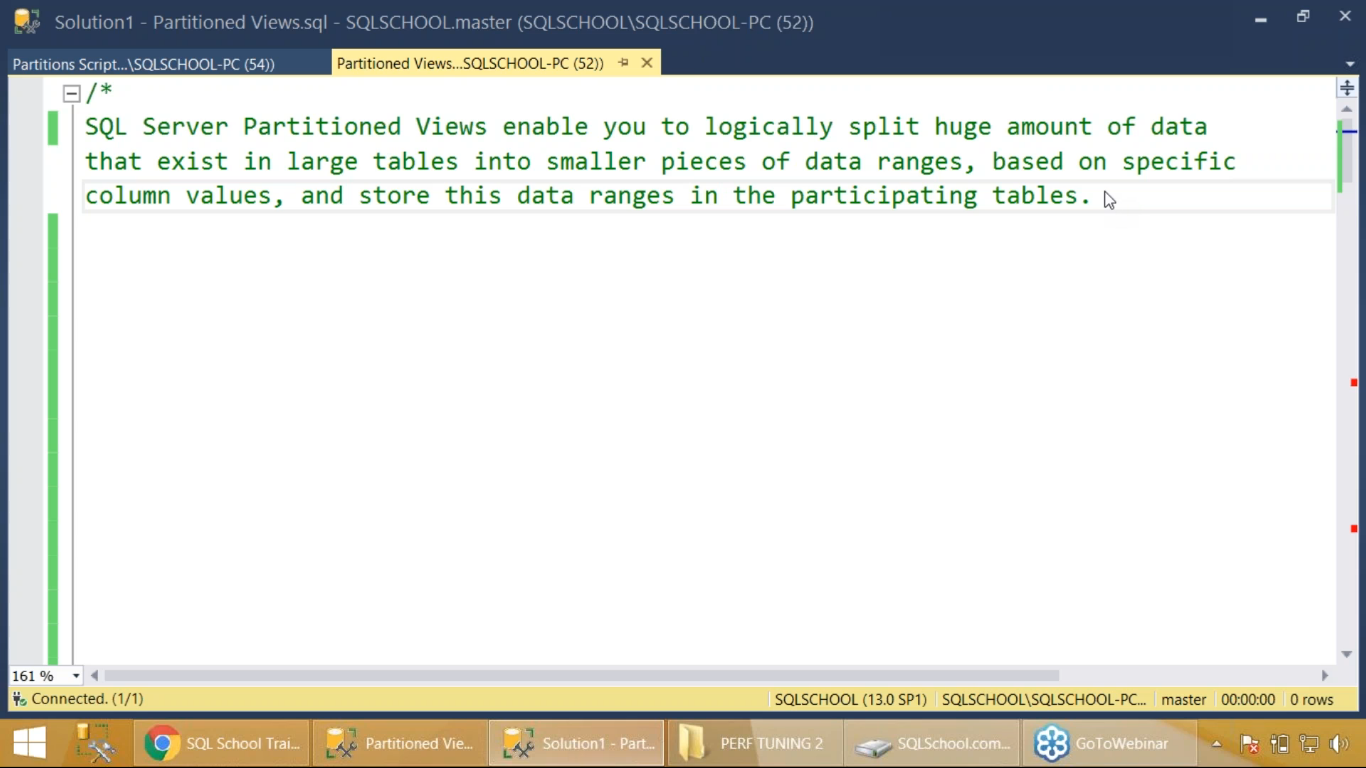 Solution1 - Partitioned Views.sql - SQLSCHOOL.master (SQLSCHOOL\SQLSCHOOL-PC (52))
Partitions Script...\SQLSCHOOL-PC (54))
Partitioned Views...SQLSCHOOL-PC (52))
/*
SQL Server Partitioned Views enable you to logically split huge amount of data
that exist in large tables into smaller pieces of data ranges, based on specific
column values, and store this data ranges in the participating tables.
161 %
Connected. (1/1)
SQLSCHOOL (13.0 SP1)
SQLSCHOOL\SQLSCHOOL-PC...
master
00:00:00
0 rows
SQL School Trai...
Partitioned Vie...
Solution1 - Part...
PERF TUNING 2
SQLSchool.com...
GoToWebinar